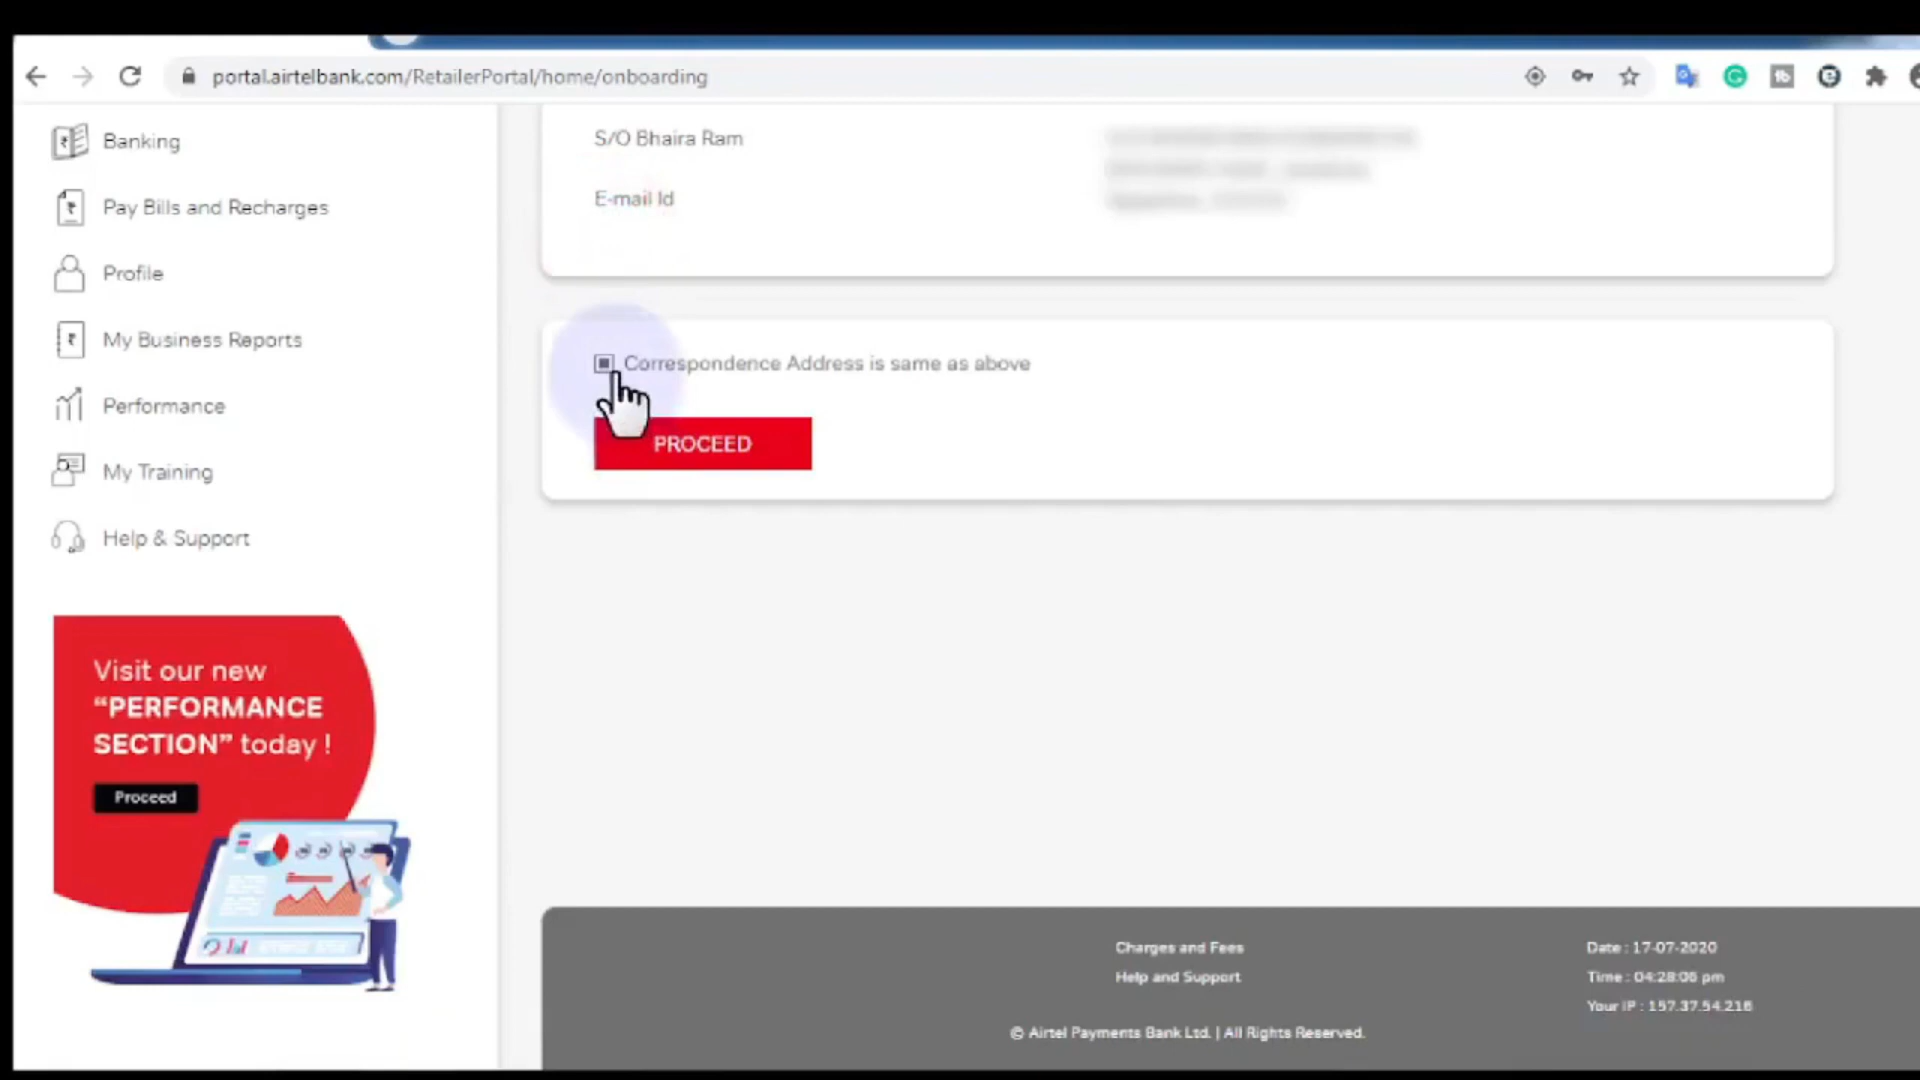 portal.airtelbank.com/RetailerPortal/home/onboarding
Banking
Pay Bills and Recharges
Profile
My Business Reports
Performance
My Training
Help & Support
Visit our new
“PERFORMANCE
SECTION” today !
Proceed
S/O Bhaira Ram
E-mail Id
Correspondence Address is same as above
PROCEED
Charges and Fees
Help and Support
Date : 17-07-2020
Time : 04:28:06 pm
Your IP : 157.37.54.216
© Airtel Payments Bank Ltd. | All Rights Reserved.